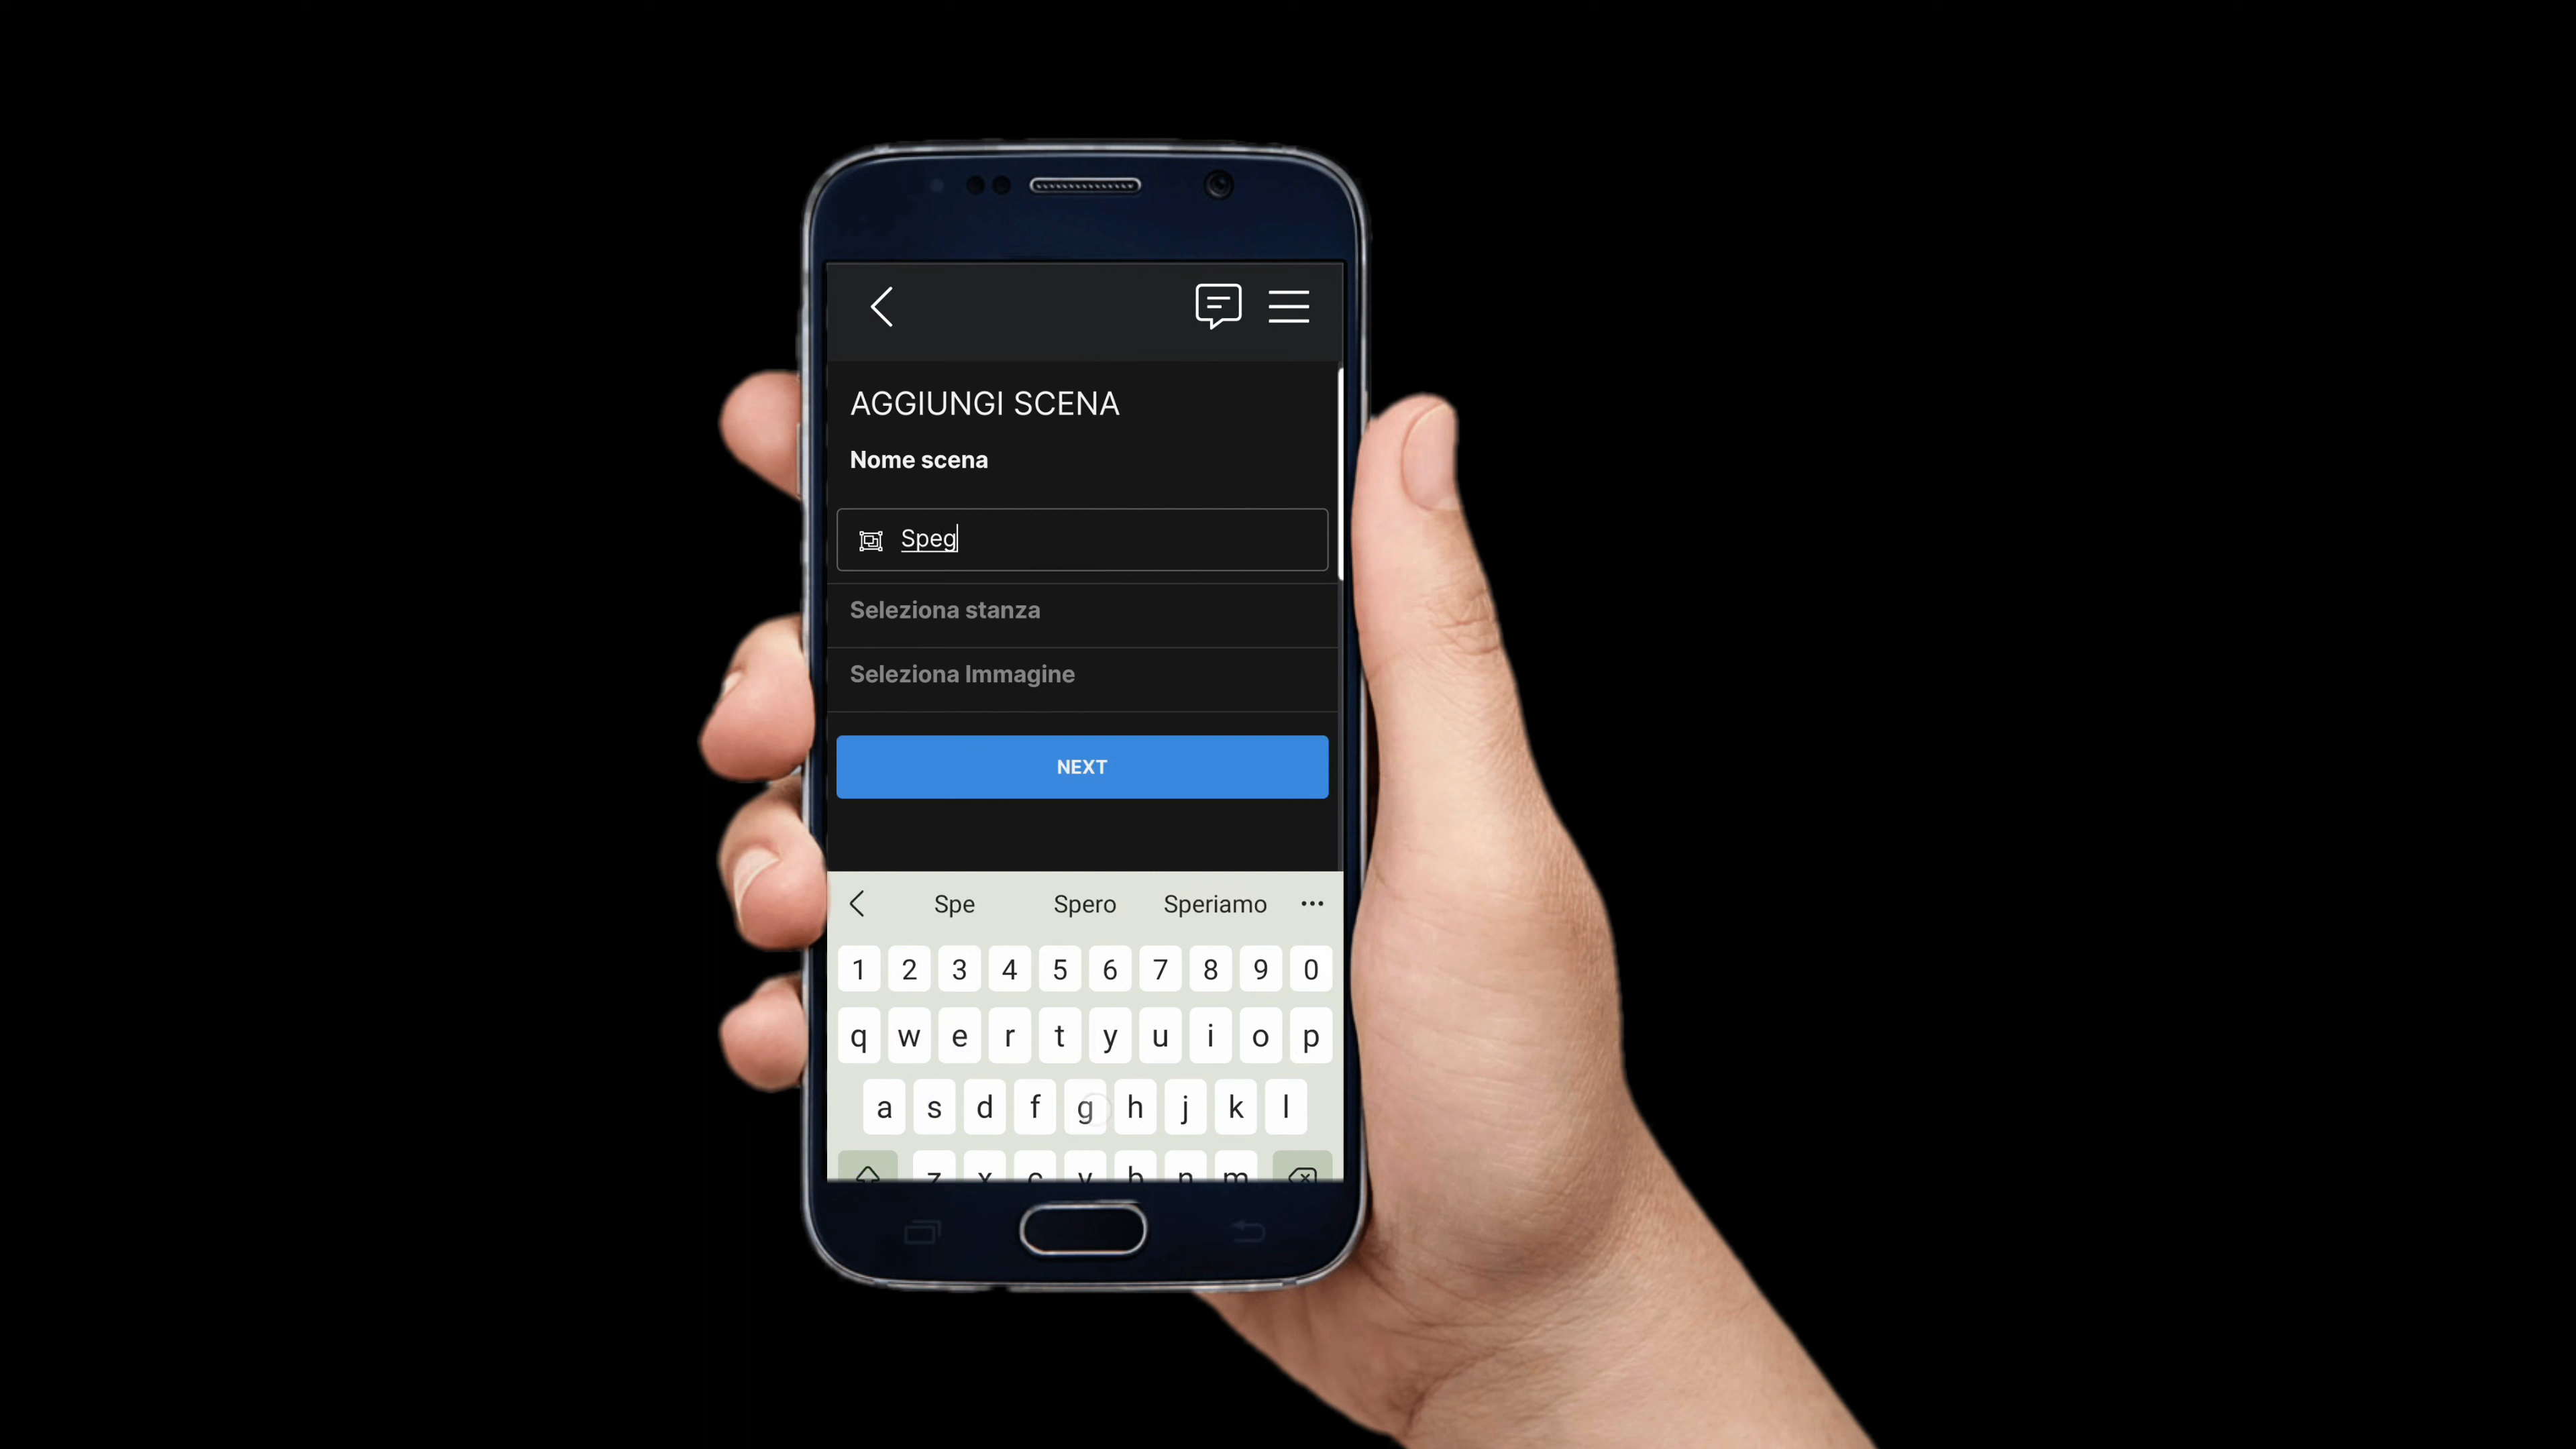 AGGIUNGI SCENA
Nome scena
Speg
Seleziona stanza
Seleziona Immagine
NEXT
Spe Spero Speriamo
1 2 3 4 5 6 7 8 9 0
q w e r t y u i o p
a s d f g h j k l
z x c v b n m